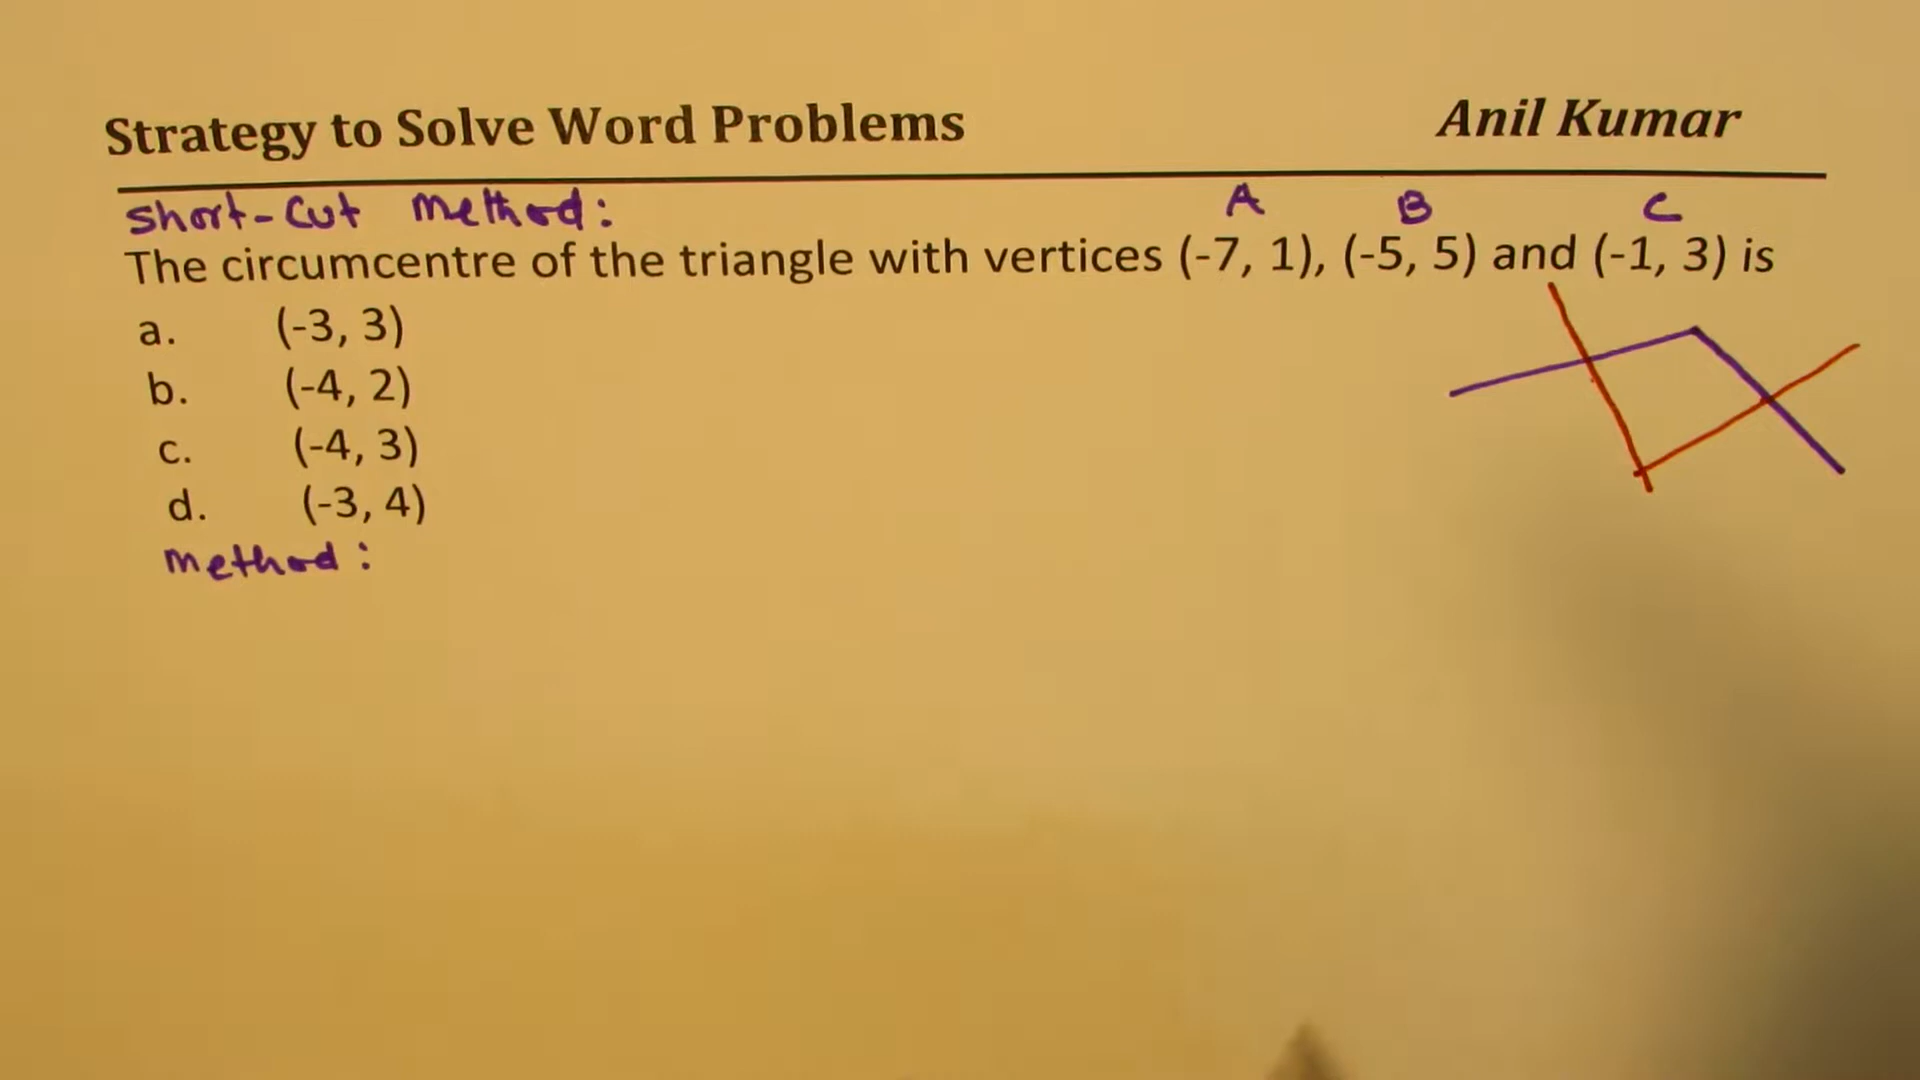 Strategy to Solve Word Problems Anil Kumar
Short-Cut Method: A B C
The circumcentre of the triangle with vertices (-7, 1), (-5, 5) and (-1, 3) is
a. (-3, 3)
b. (-4, 2)
c. (-4, 3)
d. (-3, 4)
Method: